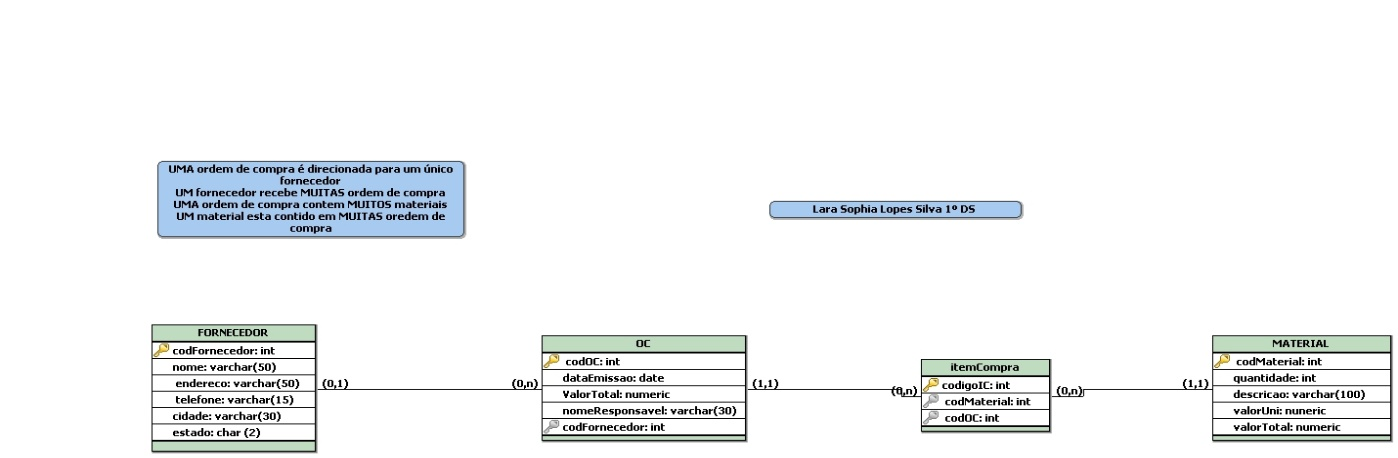 UMA ordem de compra é direcionada para um único
fornecedor
UM fornecedor recebe MUITAS ordem de compra
UMA ordem de compra contem MUITOS materiais
UM material esta contido em MUITAS oredem de
compra
Lara Sophia Lopes Silva 1º DS
FORNECEDOR
codFornecedor: int
nome: varchar(50)
endereco: varchar(50)
telefone: varchar(15)
cidade: varchar(30)
estado: char (2)
(0,1)
(0,n)
OC
codOC: int
dataEmissao: date
ValorTotal: numeric
nomeResponsavel: varchar(30)
codFornecedor: int
(1,1)
(0,n)
itemCompra
codigoIC: int
codMaterial: int
codOC: int
(0,n)
(1,1)
MATERIAL
codMaterial: int
quantidade: int
descricao: varchar(100)
valorUni: nuneric
valorTotal: numeric